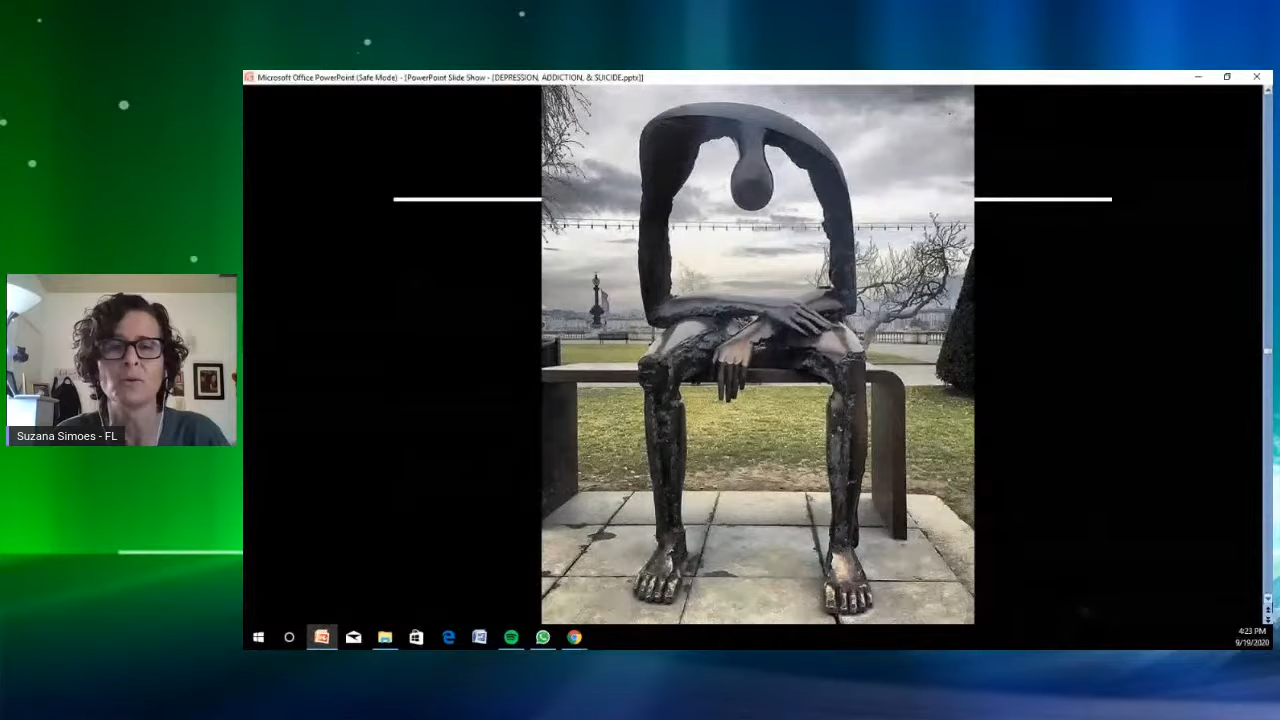 Microsoft Office PowerPoint (Safe Mode) - [PowerPoint Slide Show - [DEPRESSION, ADDICTION, & SUICIDE.pptx]]
Suzana Simoes - FL
4:23 PM
9/19/2020